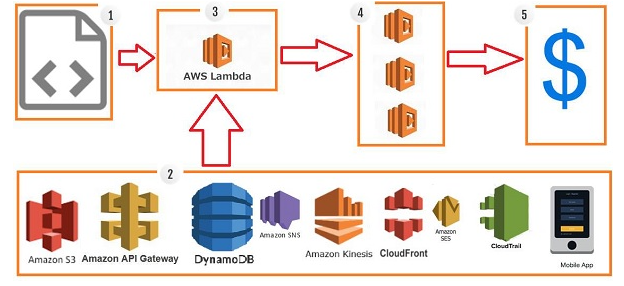 1
3
4
5
AWS Lambda
$
2
Amazon S3
Amazon API Gateway
DynamoDB
Amazon SNS
Amazon Kinesis
CloudFront
Amazon
SES
CloudTrail
Mobile App